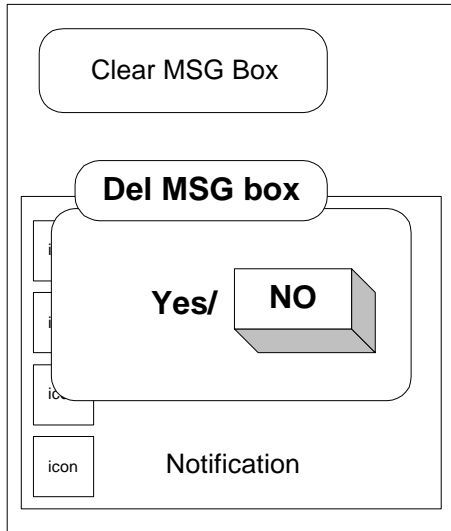 Clear MSG Box
Del MSG box
Yes/ NO
icon
Notification